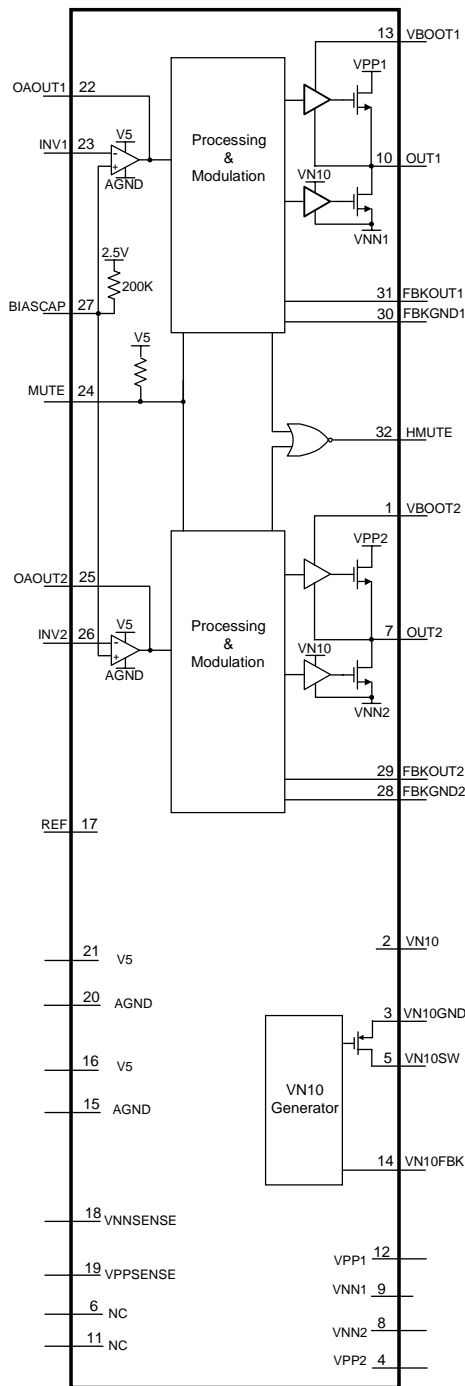 13 VBOOT1
VPP1
OAOUT1 22
V5
INV1 23
-
+
AGND
Processing
&
Modulation
10 OUT1
VN10
VNN1
2.5V
200K
BIASCAP 27
31 FBKOUT1
30 FBKGND1
V5
MUTE 24
32 HMUTE
1 VBOOT2
VPP2
OAOUT2 25
V5
INV2 26
-
+
AGND
Processing
&
Modulation
7 OUT2
VN10
VNN2
29 FBKOUT2
28 FBKGND2
REF 17
2 VN10
21 V5
20 AGND
3 VN10GND
16 V5
5 VN10SW
15 AGND
VN10
Generator
14 VN10FBK
18 VNNSENSE
VPP1 12
19 VPPSENSE
VNN1 9
6 NC
VNN2 8
11 NC
VPP2 4